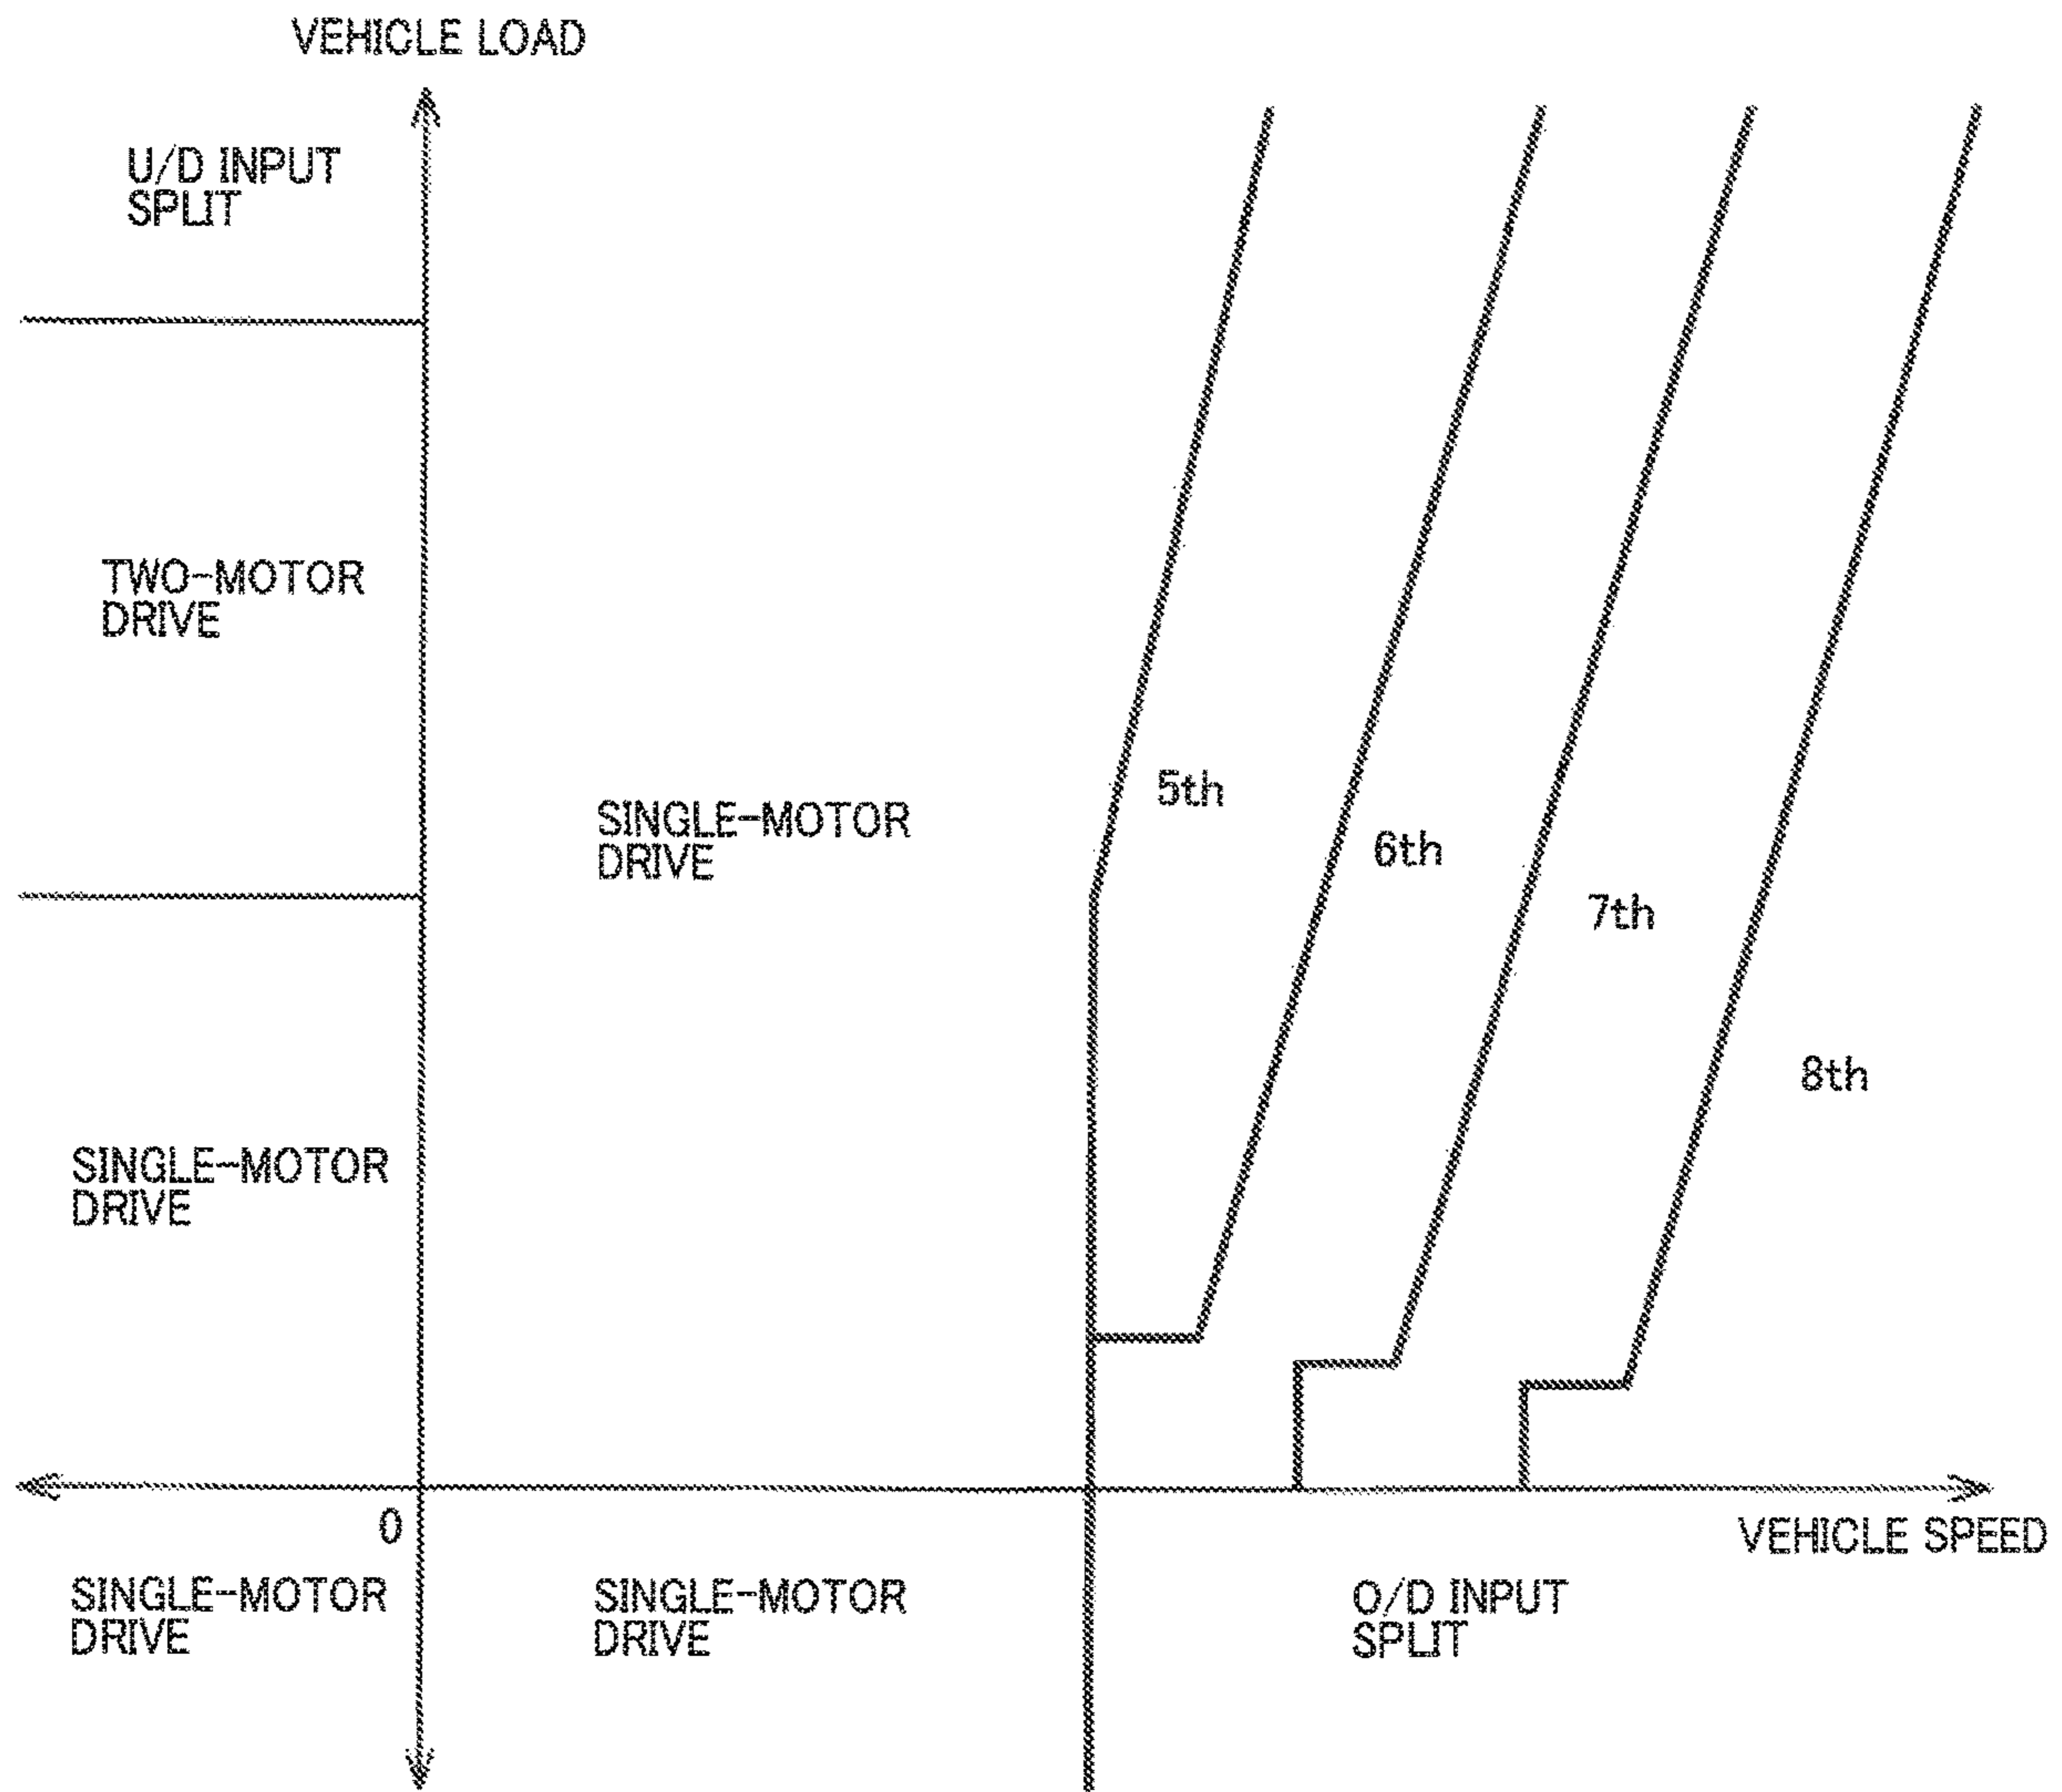 VEHICLE LOAD
U/D INPUT
SPLIT
TWO-MOTOR
DRIVE
5th
SINGLE-MOTOR
DRIVE
6th
7th
8th
SINGLE-MOTOR
DRIVE
0
VEHICLE SPEED
SINGLE-MOTOR
DRIVE
SINGLE-MOTOR
DRIVE
O/D INPUT
SPLIT